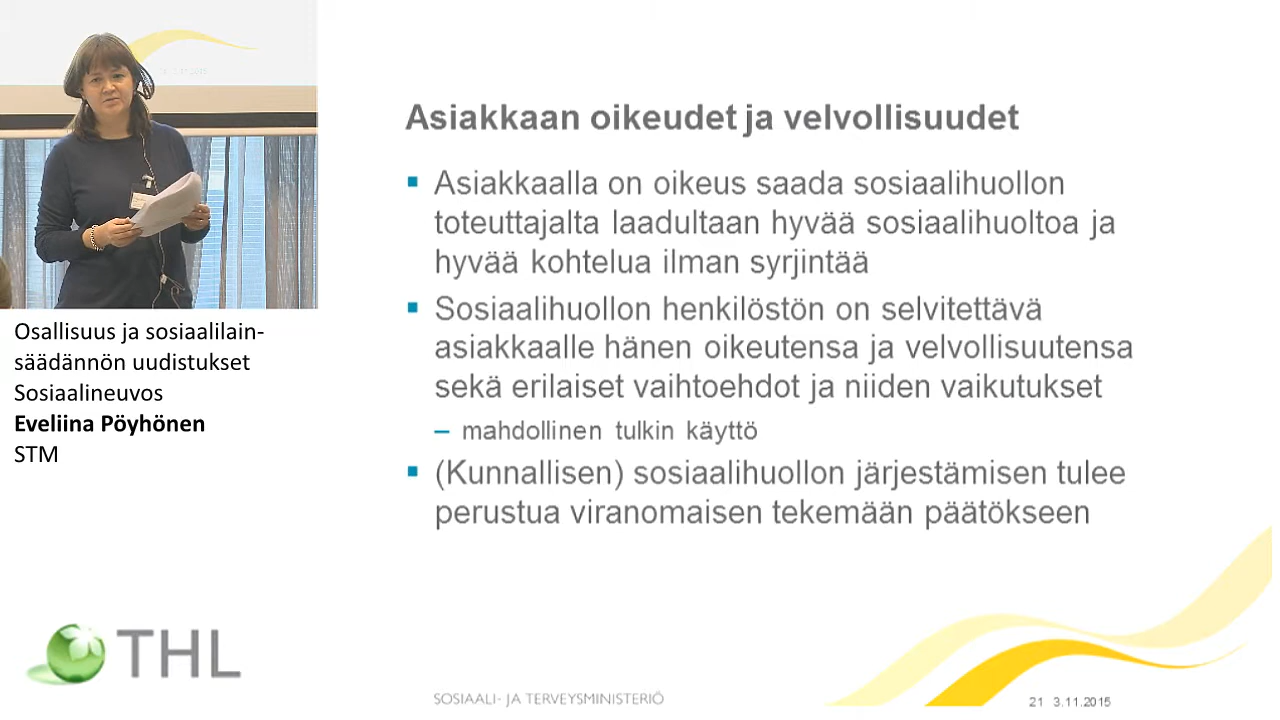 Osallisuus ja sosiaalilain-
säädännön uudistukset
Sosiaalineuvos
Eveliina Pöyhönen
STM
THL
Asiakkaan oikeudet ja velvollisuudet
Asiakkaalla on oikeus saada sosiaalihuollon
toteuttajalta laadultaan hyvää sosiaalihuoltoa ja
hyvää kohtelua ilman syrjintää
Sosiaalihuollon henkilöstön on selvitettävä
asiakkaalle hänen oikeutensa ja velvollisuutensa
sekä erilaiset vaihtoehdot ja niiden vaikutukset
– mahdollinen tulkin käyttö
(Kunnallisen) sosiaalihuollon järjestämisen tulee
perustua viranomaisen tekemään päätökseen
SOSIAALI- JA TERVEYSMINISTERIÖ
21 3.11.2015